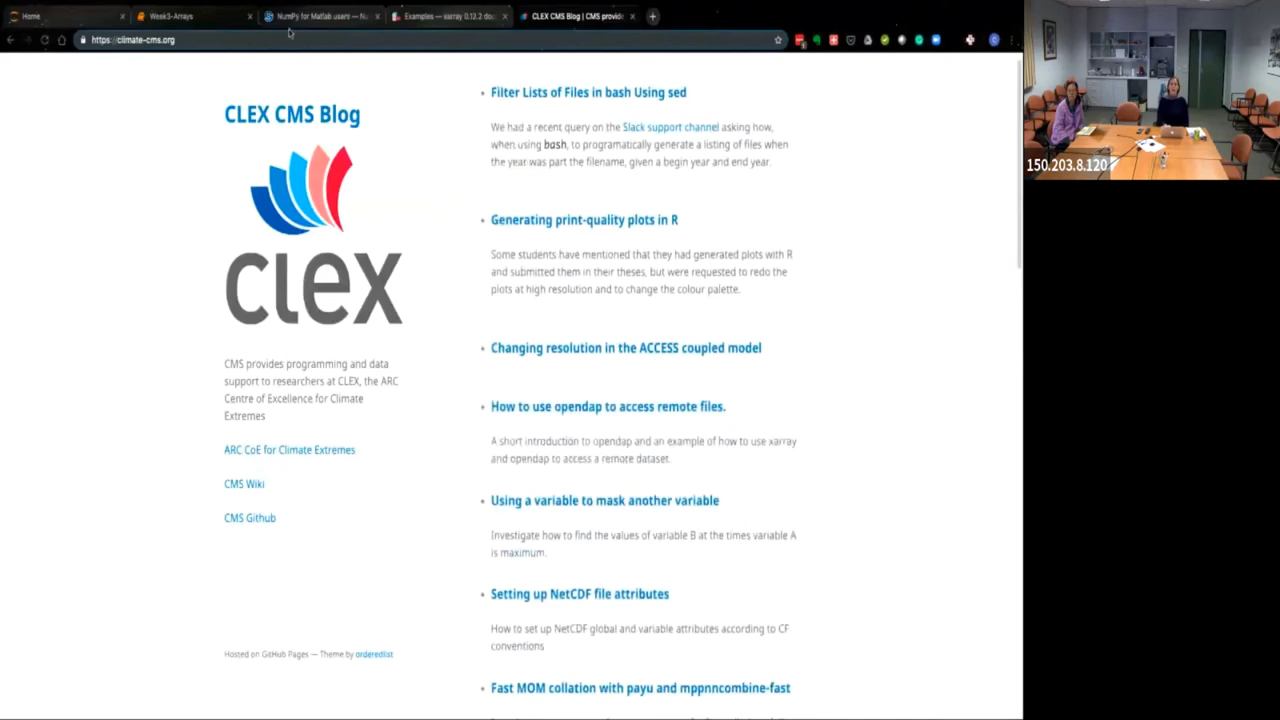 Home
Week3-Arrays
NumPy for Matlab users — Nu
Examples — xarray 0.12.2 doc
CLEX CMS Blog | CMS provide
https://climate-cms.org
CLEX CMS Blog
clex
CMS provides programming and data
support to researchers at CLEX, the ARC
Centre of Excellence for Climate
Extremes
ARC CoE for Climate Extremes
CMS Wiki
CMS Github
Hosted on GitHub Pages — Theme by orderedlist
Filter Lists of Files in bash Using sed
We had a recent query on the Slack support channel asking how,
when using bash, to programatically generate a listing of files when
the year was part the filename, given a begin year and end year.
Generating print-quality plots in R
Some students have mentioned that they had generated plots with R
and submitted them in their theses, but were requested to redo the
plots at high resolution and to change the colour palette.
Changing resolution in the ACCESS coupled model
How to use opendap to access remote files.
A short introduction to opendap and an example of how to use xarray
and opendap to access a remote dataset.
Using a variable to mask another variable
Investigate how to find the values of variable B at the times variable A
is maximum.
Setting up NetCDF file attributes
How to set up NetCDF global and variable attributes according to CF
conventions
Fast MOM collation with payu and mppnncombine-fast
150.203.8.120